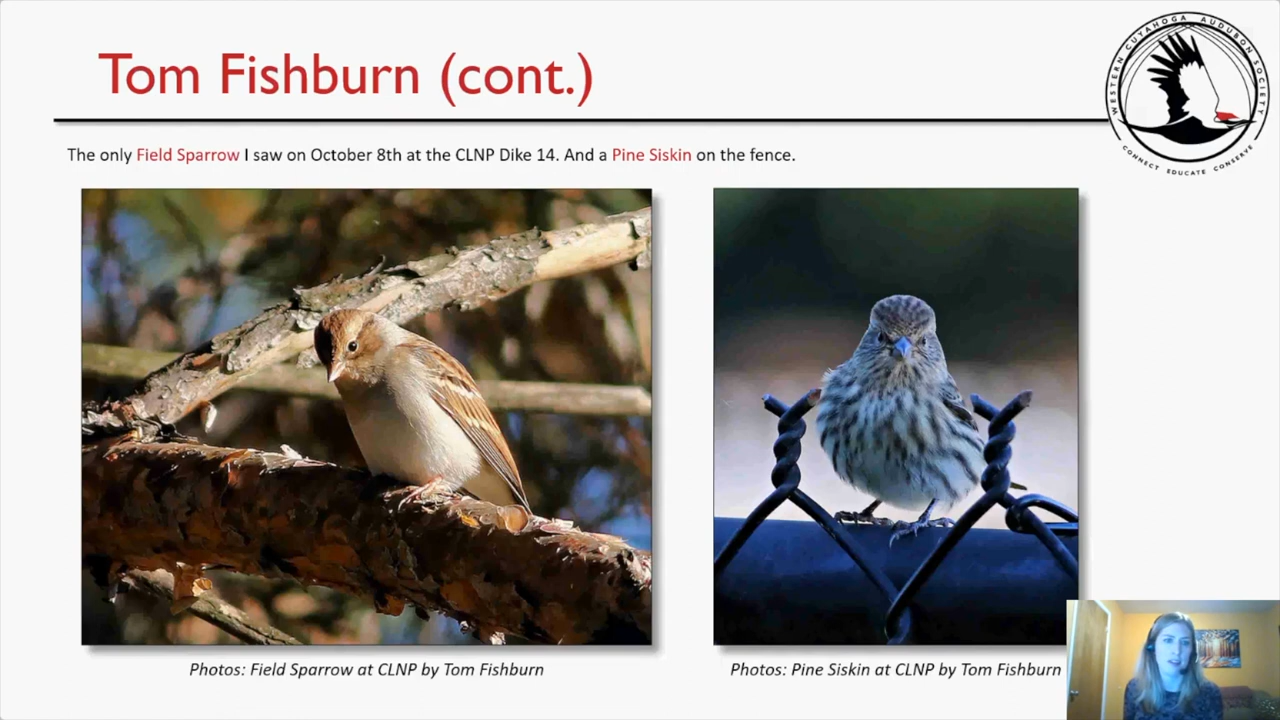 Tom Fishburn (cont.)
WESTERN CUYAHOGA AUDUBON SOCIETY
CONNECT EDUCATE CONSERVE
The only Field Sparrow I saw on October 8th at the CLNP Dike 14. And a Pine Siskin on the fence.
Photos: Field Sparrow at CLNP by Tom Fishburn
Photos: Pine Siskin at CLNP by Tom Fishburn